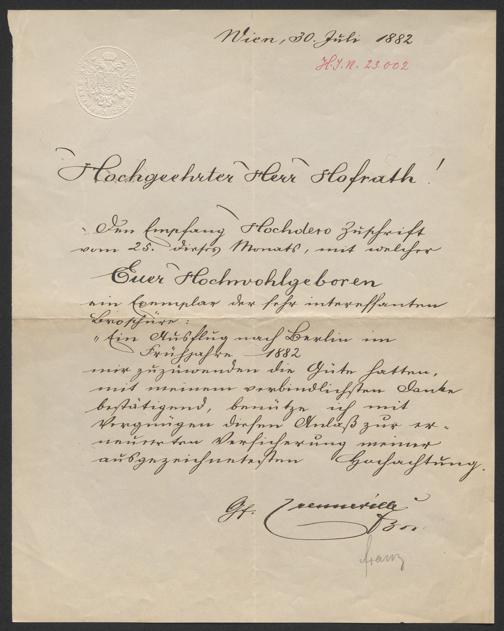 Wien, 30. Juli 1882
H.I.N. 23.002
Hochgeehrter Herr Hofrath!
Den Empfang Hochdero Zuschrift
vom 25. dieses Monats, mit welcher
Euer Hochwohlgeboren
ein Exemplar der sehr interessanten
Broschüre:
"Ein Ausflug nach Berlin im
Frühjahre 1882
mir zuzuwenden die Güte hatten,
mit meinem verbindlichsten Danke
bestätigend, benütze ich mit
Vergnügen diesen Anlaß zur er-
neuerten Versicherung meiner
ausgezeichnetesten Hochachtung.
Gf. Crenneville
franz